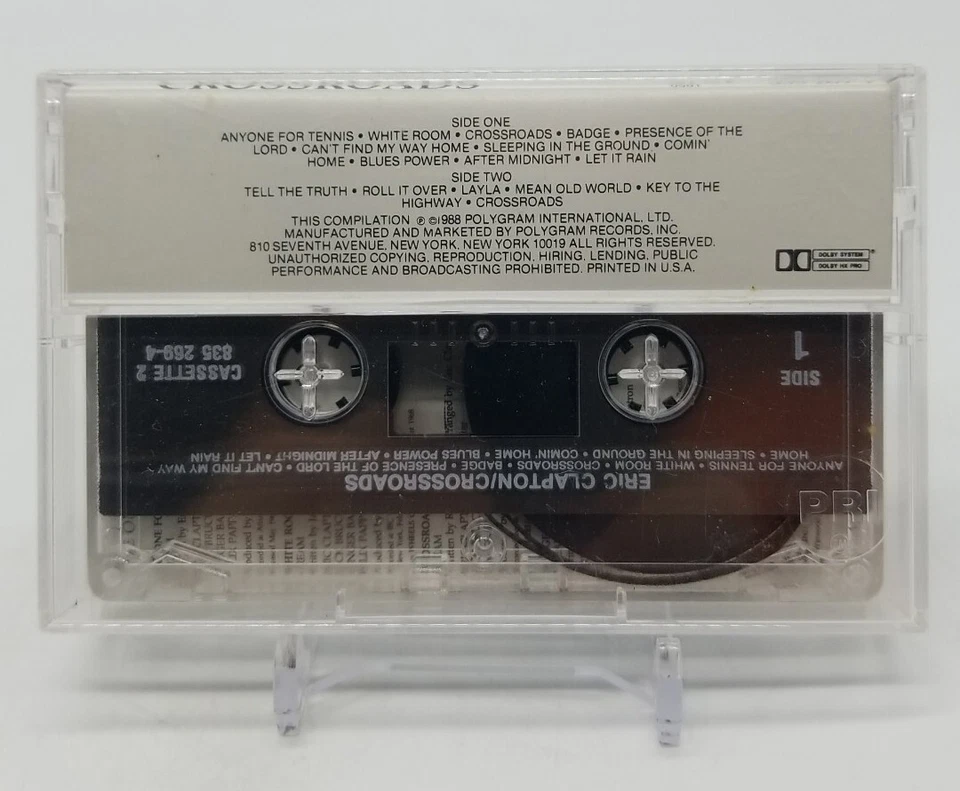 CROSSROADS
SIDE ONE
ANYONE FOR TENNIS • WHITE ROOM • CROSSROADS • BADGE • PRESENCE OF THE
LORD • CAN'T FIND MY WAY HOME • SLEEPING IN THE GROUND • COMIN'
HOME • BLUES POWER • AFTER MIDNIGHT • LET IT RAIN
SIDE TWO
TELL THE TRUTH • ROLL IT OVER • LAYLA • MEAN OLD WORLD • KEY TO THE
HIGHWAY • CROSSROADS
THIS COMPILATION ℗ ©1988 POLYGRAM INTERNATIONAL, LTD.
MANUFACTURED AND MARKETED BY POLYGRAM RECORDS, INC.
810 SEVENTH AVENUE, NEW YORK, NEW YORK 10019 ALL RIGHTS RESERVED.
UNAUTHORIZED COPYING, REPRODUCTION, HIRING, LENDING, PUBLIC
PERFORMANCE AND BROADCASTING PROHIBITED. PRINTED IN U.S.A.
DOLBY SYSTEM
DOLBY HX PRO
ERIC CLAPTON/CROSSROADS
ANYONE FOR TENNIS • WHITE ROOM • CROSSROADS • BADGE • PRESENCE OF THE LORD • CAN'T FIND MY WAY
HOME • SLEEPING IN THE GROUND • COMIN' HOME • BLUES POWER • AFTER MIDNIGHT • LET IT RAIN
SIDE
1
CASSETTE 2
835 269-4